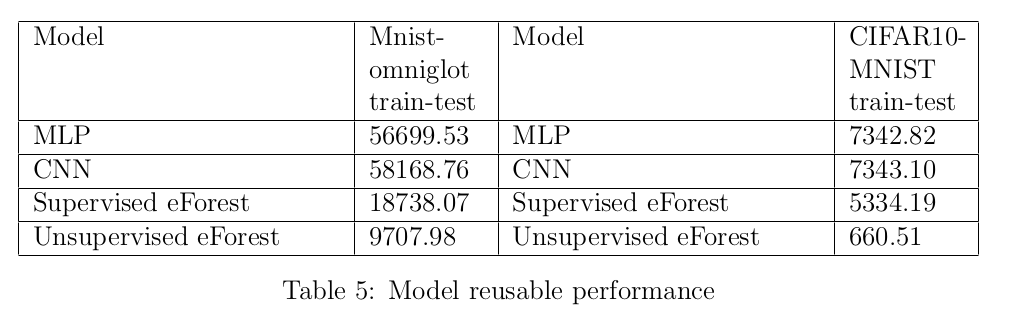 Model Mnist- Model CIFAR10-
omniglot MNIST
train-test train-test
MLP 56699.53 MLP 7342.82
CNN 58168.76 CNN 7343.10
Supervised eForest 18738.07 Supervised eForest 5334.19
Unsupervised eForest 9707.98 Unsupervised eForest 660.51
Table 5: Model reusable performance